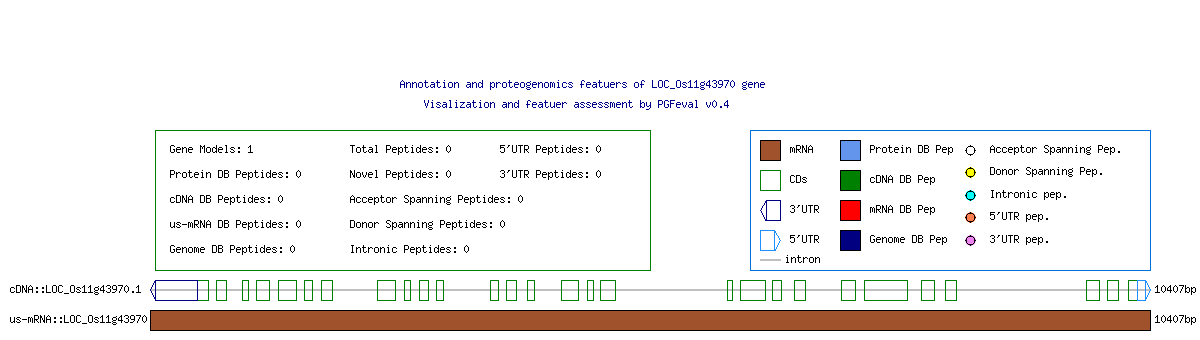 Annotation and proteogenomics featuers of LOC_Os11g43970 gene
Visalization and featuer assessment by PGFeval v0.4
Gene Models: 1 Total Peptides: 0 5'UTR Peptides: 0
Protein DB Peptides: 0 Novel Peptides: 0 3'UTR Peptides: 0
cDNA DB Peptides: 0 Acceptor Spanning Peptides: 0
us-mRNA DB Peptides: 0 Donor Spanning Peptides: 0
Genome DB Peptides: 0 Intronic Peptides: 0
mRNA Protein DB Pep Acceptor Spanning Pep.
CDs cDNA DB Pep Donor Spanning Pep.
3'UTR mRNA DB Pep Intronic pep.
5'UTR Genome DB Pep 5'UTR pep.
intron 3'UTR pep.
cDNA::LOC_Os11g43970.1 10407bp
us-mRNA::LOC_Os11g43970 10407bp